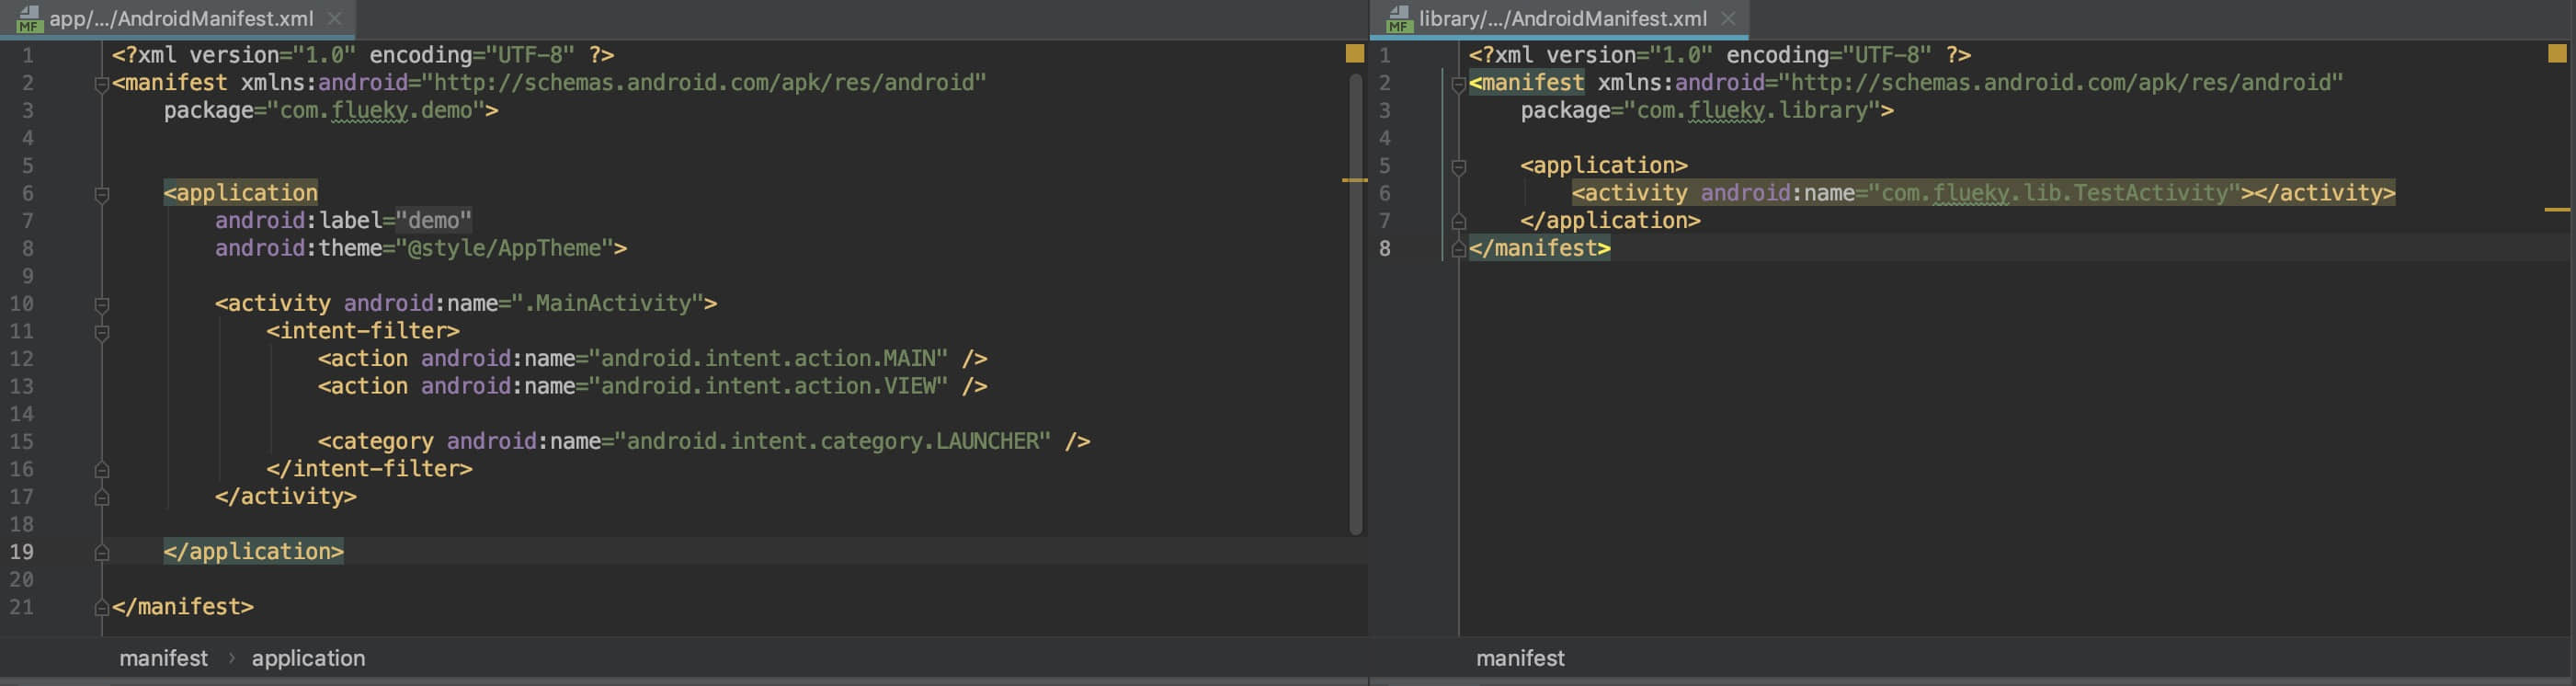 MF app/.../AndroidManifest.xml
1 <?xml version="1.0" encoding="UTF-8" ?>
2 <manifest xmlns:android="http://schemas.android.com/apk/res/android"
3 package="com.flueky.demo">
4
5
6 <application
7 android:label="demo"
8 android:theme="@style/AppTheme">
9
10 <activity android:name=".MainActivity">
11 <intent-filter>
12 <action android:name="android.intent.action.MAIN" />
13 <action android:name="android.intent.action.VIEW" />
14
15 <category android:name="android.intent.category.LAUNCHER" />
16 </intent-filter>
17 </activity>
18
19 </application>
20
21 </manifest>
manifest › application
MF library/.../AndroidManifest.xml
1 <?xml version="1.0" encoding="UTF-8" ?>
2 <manifest xmlns:android="http://schemas.android.com/apk/res/android"
3 package="com.flueky.library">
4
5 <application>
6 <activity android:name="com.flueky.lib.TestActivity"></activity>
7 </application>
8 </manifest>
manifest